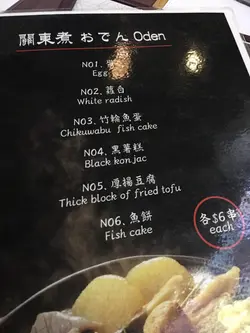 關東煮 おでん Oden
NO1.
Egg
NO2. 蘿白
White radish
NO3. 竹輪魚蛋
Chikuwabu fish cake
NO4. 黑蒟糕
Black konjac
NO5. 厚揚豆腐
Thick block of fried tofu
NO6. 魚餅
Fish cake
各$6串
each